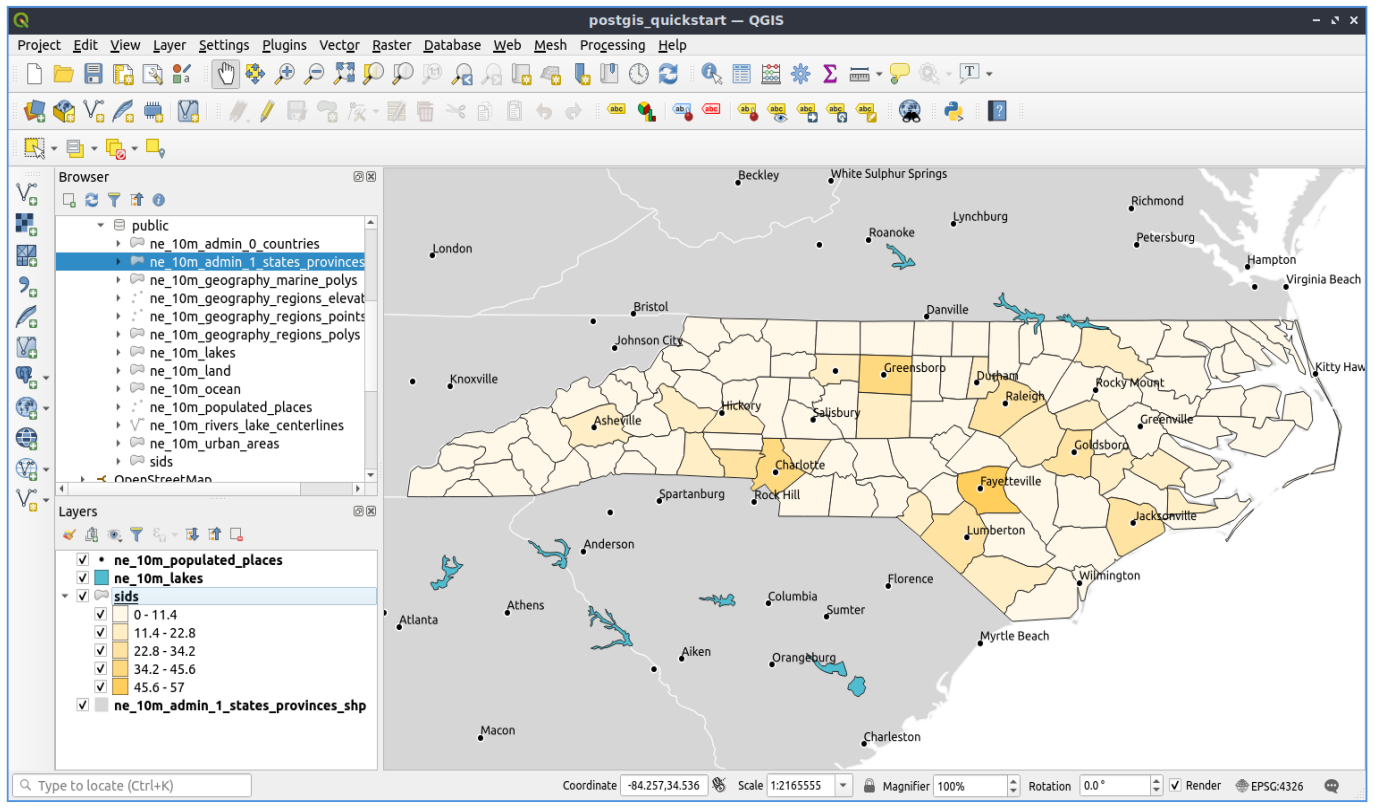 postgis_quickstart — QGIS
Project Edit View Layer Settings Plugins Vector Raster Database Web Mesh Processing Help
Browser
public
ne_10m_admin_0_countries
ne_10m_admin_1_states_provinces
ne_10m_geography_marine_polys
ne_10m_geography_regions_elevat
ne_10m_geography_regions_points
ne_10m_geography_regions_polys
ne_10m_lakes
ne_10m_land
ne_10m_ocean
ne_10m_populated_places
ne_10m_rivers_lake_centerlines
ne_10m_urban_areas
sids
OpenStreetMap
Layers
ne_10m_populated_places
ne_10m_lakes
sids
0 - 11.4
11.4 - 22.8
22.8 - 34.2
34.2 - 45.6
45.6 - 57
ne_10m_admin_1_states_provinces_shp
Beckley
White Sulphur Springs
Richmond
Lynchburg
Roanoke
Petersburg
London
Hampton
Virginia Beach
Bristol
Danville
Johnson City
Greensboro
Kitty Haw
Knoxville
Durham
Rocky Mount
Raleigh
Hickory
Salisbury
Asheville
Greenville
Goldsboro
Charlotte
Fayetteville
Spartanburg
Rock Hill
Jacksonville
Lumberton
Anderson
Wilmington
Florence
Columbia
Athens
Sumter
Atlanta
Myrtle Beach
Aiken
Orangeburg
Macon
Charleston
Type to locate (Ctrl+K)
Coordinate -84.257,34.536 Scale 1:2165555 Magnifier 100% Rotation 0.0 ° Render EPSG:4326